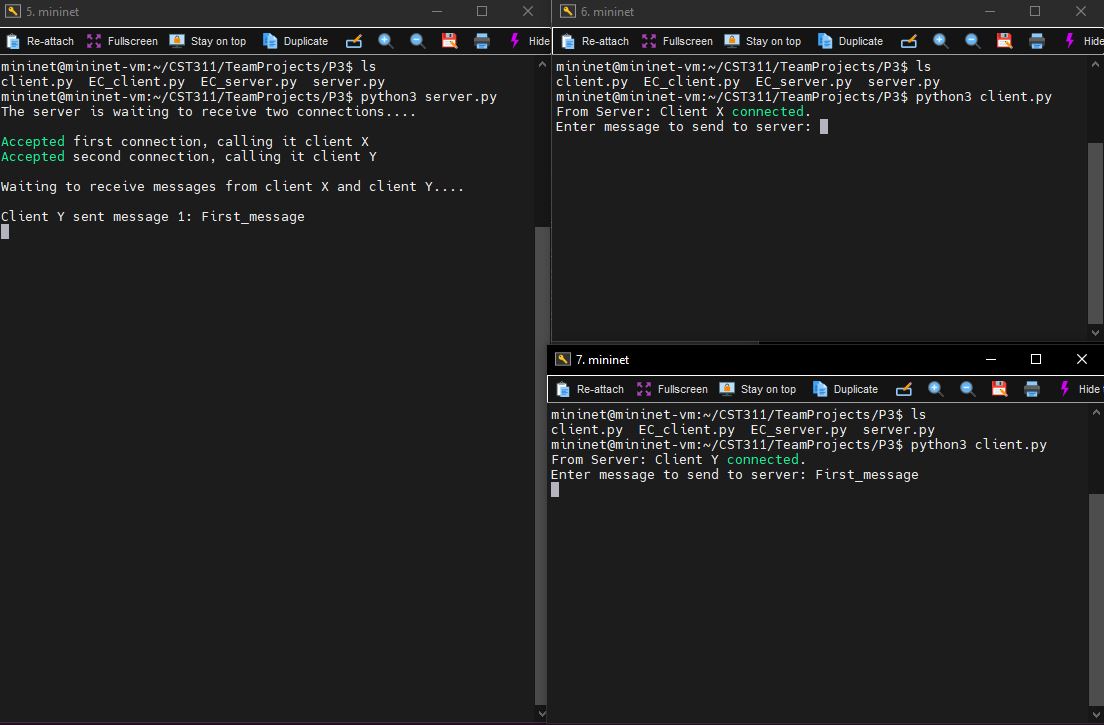 5. mininet
Re-attach Fullscreen Stay on top Duplicate Hide
mininet@mininet-vm:~/CST311/TeamProjects/P3$ ls
client.py  EC_client.py  EC_server.py  server.py
mininet@mininet-vm:~/CST311/TeamProjects/P3$ python3 server.py
The server is waiting to receive two connections....
Accepted first connection, calling it client X
Accepted second connection, calling it client Y
Waiting to receive messages from client X and client Y....
Client Y sent message 1: First_message
6. mininet
Re-attach Fullscreen Stay on top Duplicate Hide
mininet@mininet-vm:~/CST311/TeamProjects/P3$ ls
client.py  EC_client.py  EC_server.py  server.py
mininet@mininet-vm:~/CST311/TeamProjects/P3$ python3 client.py
From Server: Client X connected.
Enter message to send to server:
7. mininet
Re-attach Fullscreen Stay on top Duplicate Hide
mininet@mininet-vm:~/CST311/TeamProjects/P3$ ls
client.py  EC_client.py  EC_server.py  server.py
mininet@mininet-vm:~/CST311/TeamProjects/P3$ python3 client.py
From Server: Client Y connected.
Enter message to send to server: First_message